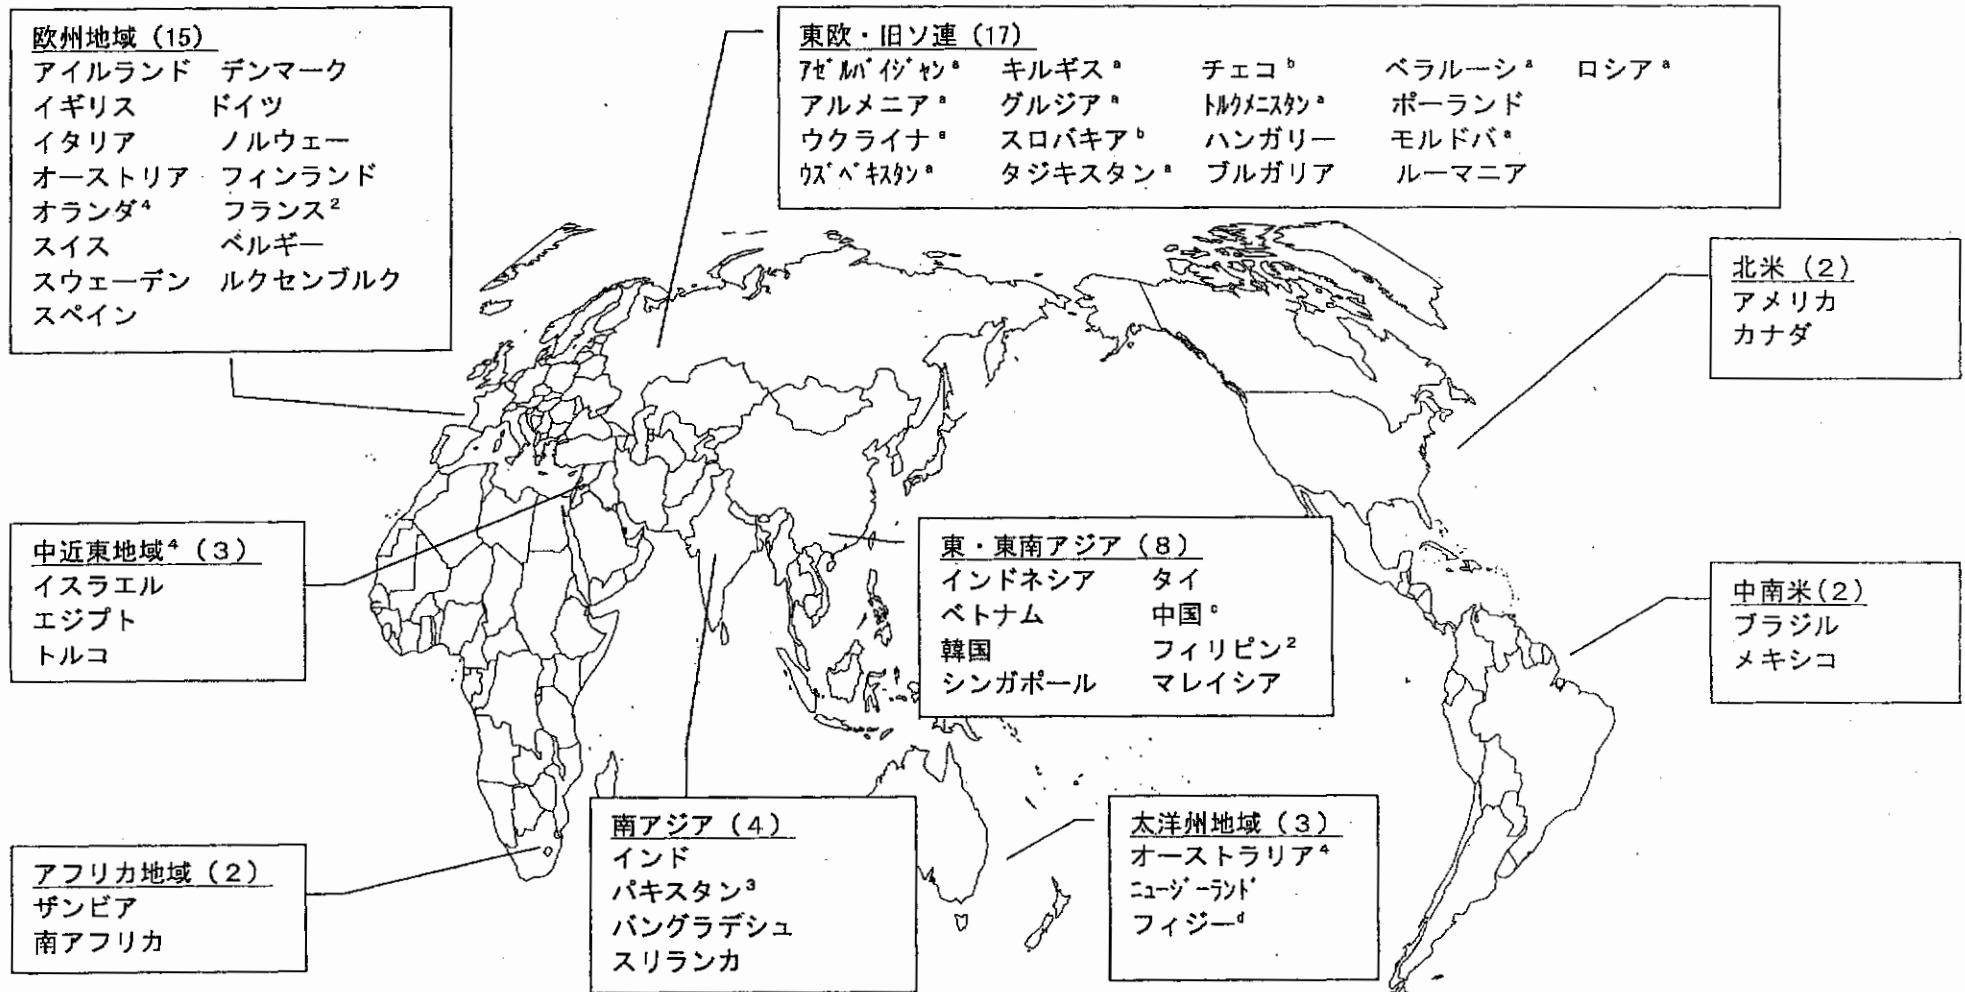 欧州地域 (15)
アイルランド デンマーク
イギリス ドイツ
イタリア ノルウェー
オーストリア フィンランド
オランダ⁴ フランス²
スイス ベルギー
スウェーデン ルクセンブルク
スペイン
東欧・旧ソ連 (17)
ｱｾﾞﾙﾊﾞｲｼﾞｬﾝᵃ キルギスᵃ チェコᵇ ベラルーシᵃ ロシアᵃ
アルメニアᵃ グルジアᵃ ﾄﾙｸﾒﾆｽﾀﾝᵃ ポーランド
ウクライナᵃ スロバキアᵇ ハンガリー モルドバᵃ
ｳｽﾞﾍﾞｷｽﾀﾝᵃ タジキスタンᵃ ブルガリア ルーマニア
北米 (2)
アメリカ
カナダ
中近東地域⁴ (3)
イスラエル
エジプト
トルコ
東・東南アジア (8)
インドネシア タイ
ベトナム 中国ᶜ
韓国 フィリピン²
シンガポール マレイシア
中南米(2)
ブラジル
メキシコ
アフリカ地域 (2)
ザンビア
南アフリカ
南アジア (4)
インド
パキスタン³
バングラデシュ
スリランカ
太洋州地域 (3)
オーストラリア⁴
ﾆｭｰｼﾞｰﾗﾝﾄﾞ
フィジーᵈ